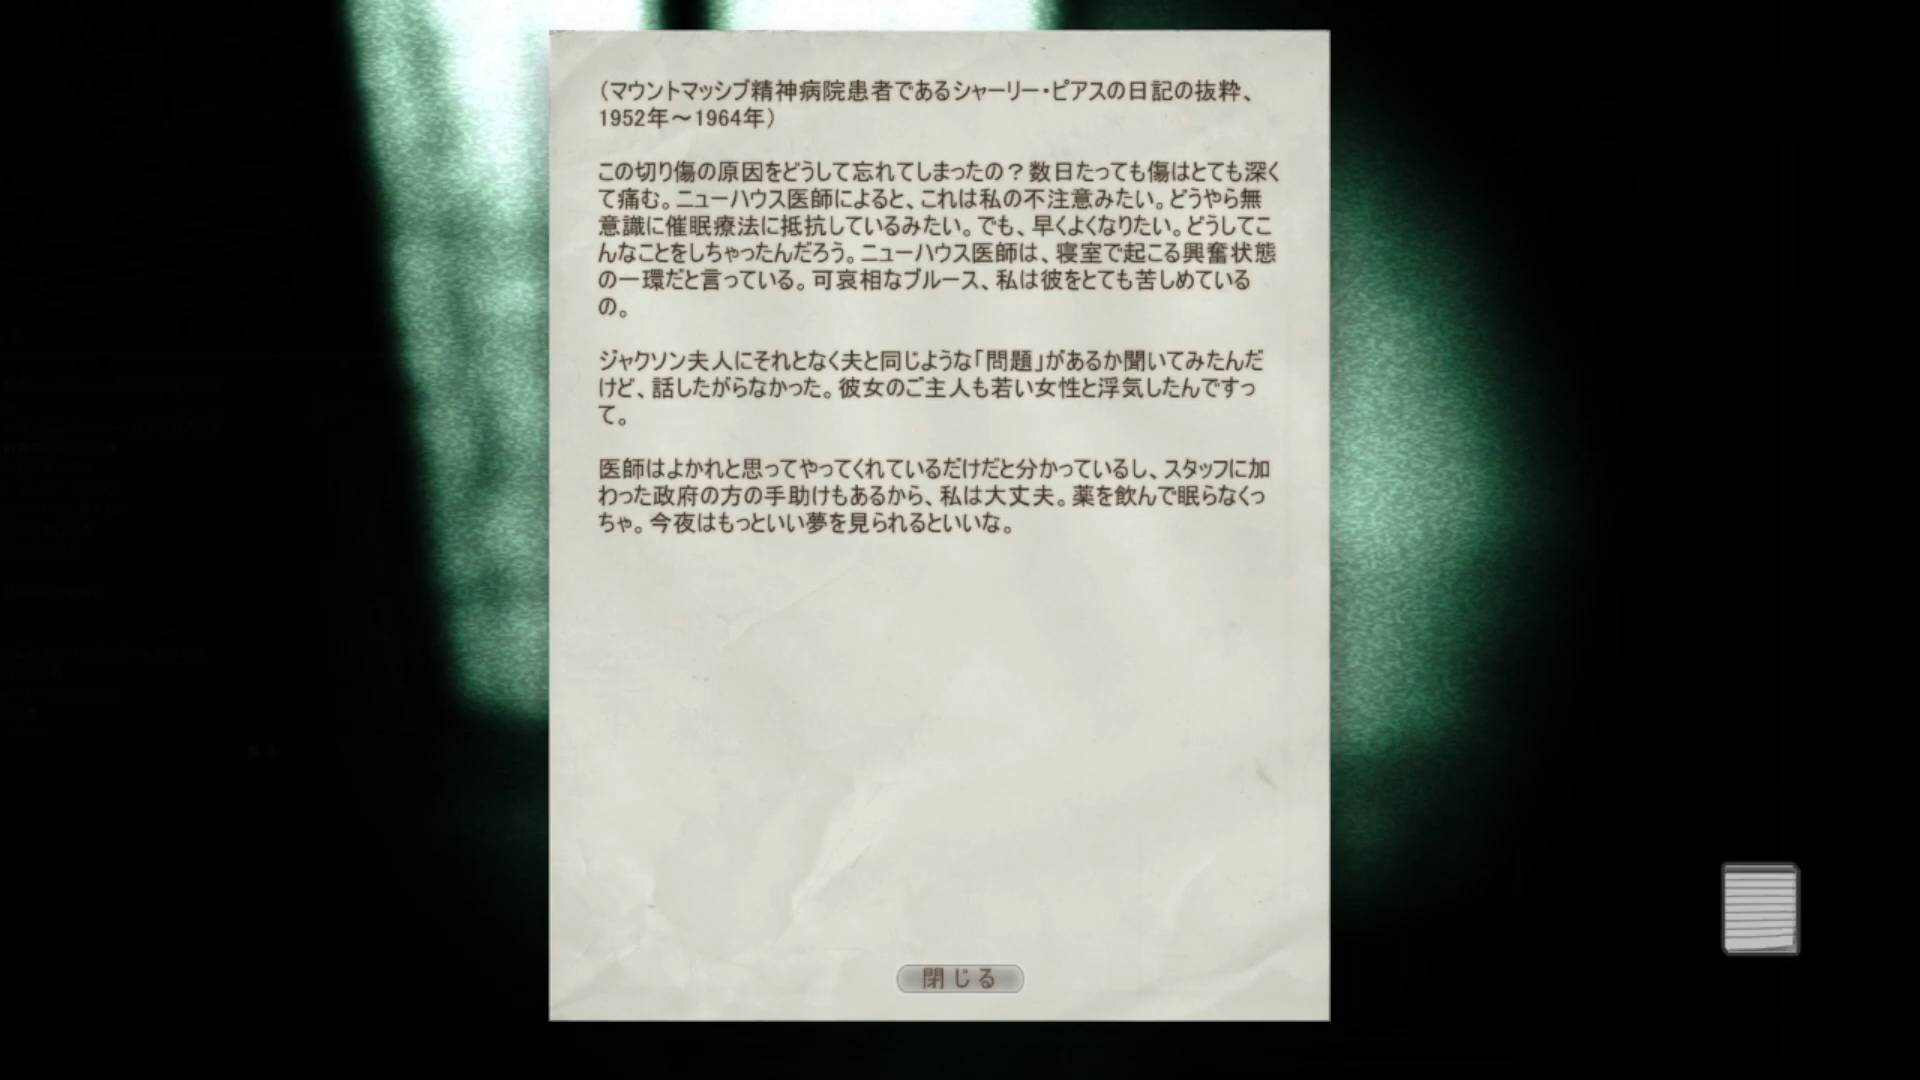 (マウントマッシブ精神病院患者であるシャーリー・ピアスの日記の抜粋、
1952年～1964年)
この切り傷の原因をどうして忘れてしまったの？数日たっても傷はとても深く
て痛む。ニューハウス医師によると、これは私の不注意みたい。どうやら無
意識に催眠療法に抵抗しているみたい。でも、早くよくなりたい。どうしてこ
んなことをしちゃったんだろう。ニューハウス医師は、寝室で起こる興奮状態
の一環だと言っている。可哀相なブルース、私は彼をとても苦しめている
の。
ジャクソン夫人にそれとなく夫と同じような「問題」があるか聞いてみたんだ
けど、話したがらなかった。彼女のご主人も若い女性と浮気したんですっ
て。
医師はよかれと思ってやってくれているだけだと分かっているし、スタッフに加
わった政府の方の手助けもあるから、私は大丈夫。薬を飲んで眠らなくっ
ちゃ。今夜はもっといい夢を見られるといいな。
閉じる